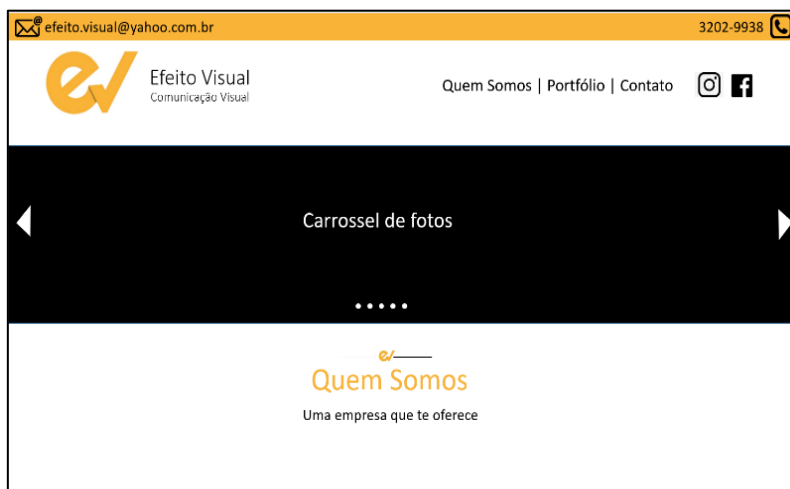 efeito.visual@yahoo.com.br
3202-9938
Efeito Visual
Comunicação Visual
Quem Somos | Portfólio | Contato
Carrossel de fotos
Quem Somos
Uma empresa que te oferece